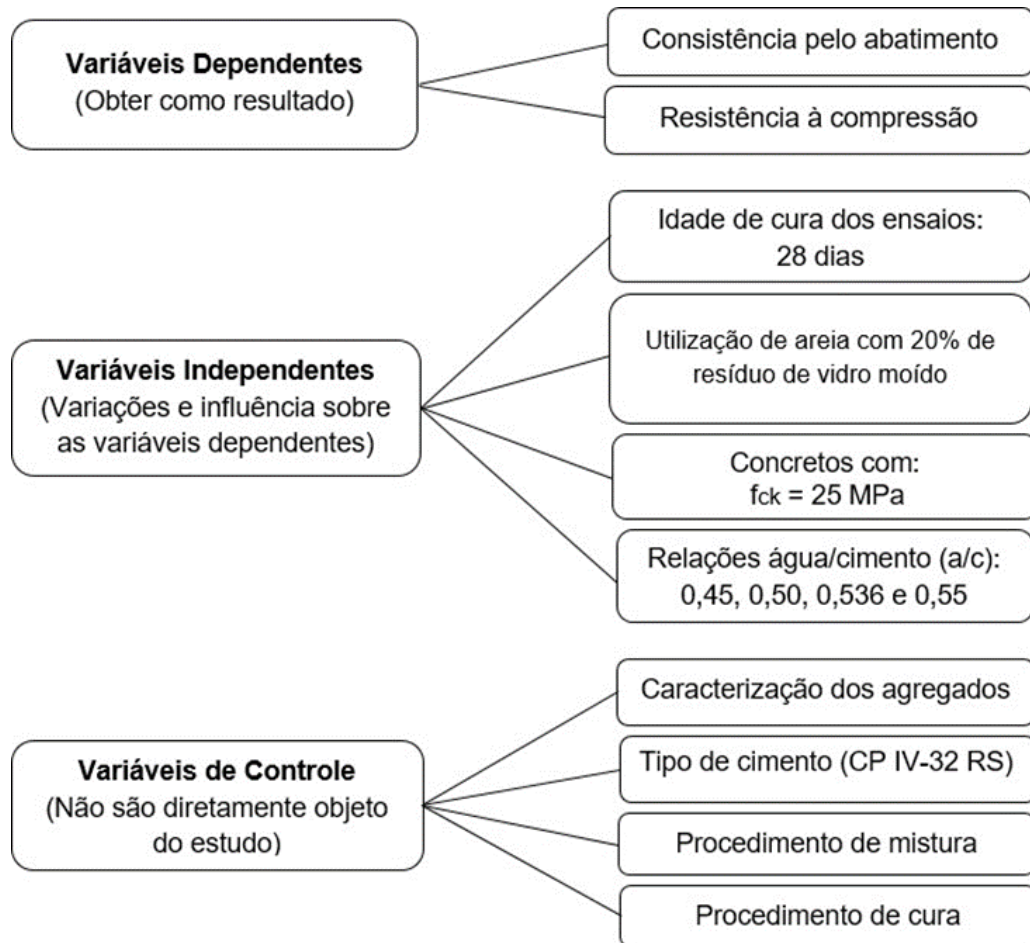 Variáveis Dependentes
(Obter como resultado)
Consistência pelo abatimento
Resistência à compressão
Variáveis Independentes
(Variações e influência sobre
as variáveis dependentes)
Idade de cura dos ensaios:
28 dias
Utilização de areia com 20% de
resíduo de vidro moído
Concretos com:
fck = 25 MPa
Relações água/cimento (a/c):
0,45, 0,50, 0,536 e 0,55
Variáveis de Controle
(Não são diretamente objeto
do estudo)
Caracterização dos agregados
Tipo de cimento (CP IV-32 RS)
Procedimento de mistura
Procedimento de cura